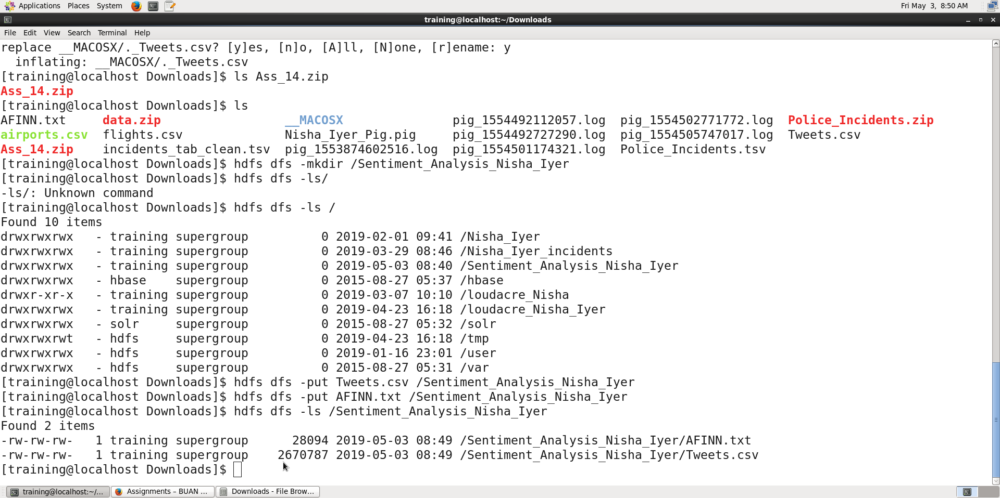 Applications Places System Fri May 3, 8:50 AM
training@localhost:~/Downloads
File Edit View Search Terminal Help
replace __MACOSX/._Tweets.csv? [y]es, [n]o, [A]ll, [N]one, [r]ename: y
  inflating: __MACOSX/._Tweets.csv
[training@localhost Downloads]$ ls Ass_14.zip
Ass_14.zip
[training@localhost Downloads]$ ls
AFINN.txt     data.zip                 __MACOSX               pig_1554492112057.log  pig_1554502771772.log  Police_Incidents.zip
airports.csv  flights.csv              Nisha_Iyer_Pig.pig     pig_1554492727290.log  pig_1554505747017.log  Tweets.csv
Ass_14.zip    incidents_tab_clean.tsv  pig_1553874602516.log  pig_1554501174321.log  Police_Incidents.tsv
[training@localhost Downloads]$ hdfs dfs -mkdir /Sentiment_Analysis_Nisha_Iyer
[training@localhost Downloads]$ hdfs dfs -ls/
-ls/: Unknown command
[training@localhost Downloads]$ hdfs dfs -ls /
Found 10 items
drwxrwxrwx   - training supergroup          0 2019-02-01 09:41 /Nisha_Iyer
drwxrwxrwx   - training supergroup          0 2019-03-29 08:46 /Nisha_Iyer_incidents
drwxrwxrwx   - training supergroup          0 2019-05-03 08:40 /Sentiment_Analysis_Nisha_Iyer
drwxrwxrwx   - hbase    supergroup          0 2015-08-27 05:37 /hbase
drwxr-xr-x   - training supergroup          0 2019-03-07 10:10 /loudacre_Nisha
drwxrwxrwx   - training supergroup          0 2019-04-23 16:18 /loudacre_Nisha_Iyer
drwxrwxrwx   - solr     supergroup          0 2015-08-27 05:32 /solr
drwxrwxrwt   - hdfs     supergroup          0 2019-04-23 16:18 /tmp
drwxrwxrwx   - hdfs     supergroup          0 2019-01-16 23:01 /user
drwxrwxrwx   - hdfs     supergroup          0 2015-08-27 05:31 /var
[training@localhost Downloads]$ hdfs dfs -put Tweets.csv /Sentiment_Analysis_Nisha_Iyer
[training@localhost Downloads]$ hdfs dfs -put AFINN.txt /Sentiment_Analysis_Nisha_Iyer
[training@localhost Downloads]$ hdfs dfs -ls /Sentiment_Analysis_Nisha_Iyer
Found 2 items
-rw-rw-rw-   1 training supergroup      28094 2019-05-03 08:49 /Sentiment_Analysis_Nisha_Iyer/AFINN.txt
-rw-rw-rw-   1 training supergroup    2670787 2019-05-03 08:49 /Sentiment_Analysis_Nisha_Iyer/Tweets.csv
[training@localhost Downloads]$
training@localhost:~/... Assignments – BUAN ... Downloads - File Brow...